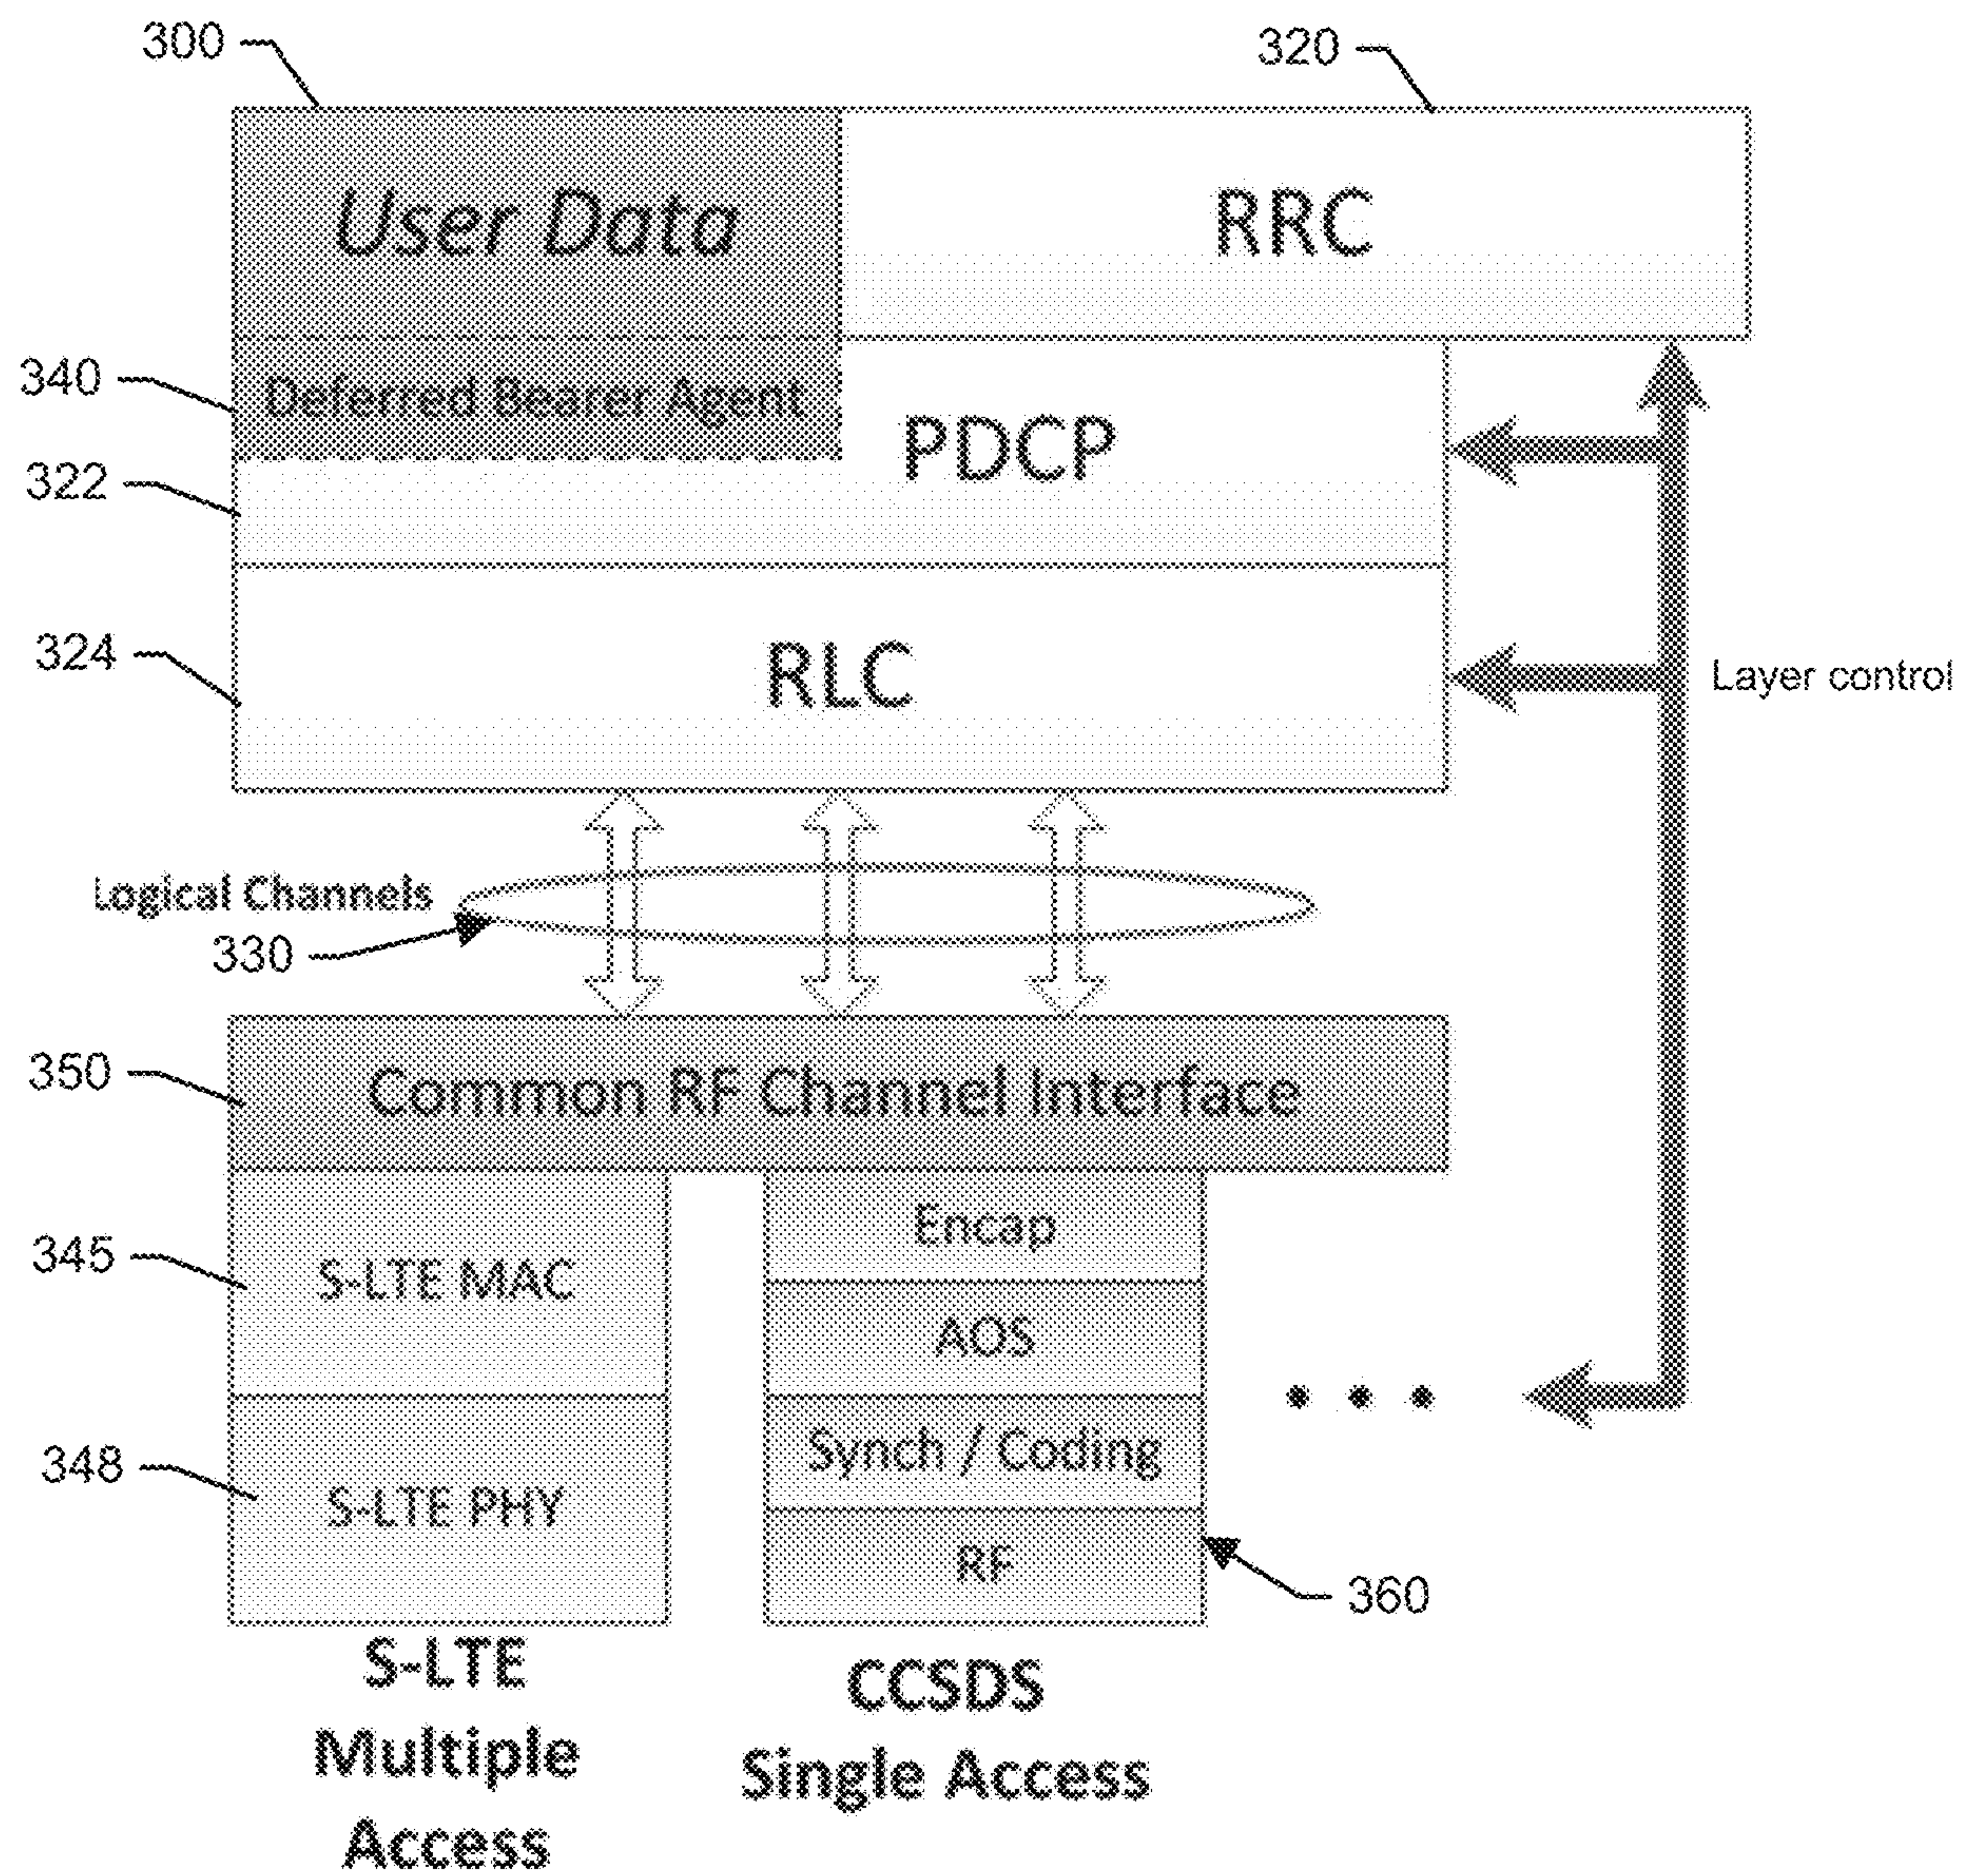 300
320
User Data
RRC
340
Deferred Bearer Agent
PDCP
322
324
RLC
Layer control
Logical Channels
330
350
Common RF Channel Interface
345
S-LTE MAC
Encap
AOS
348
S-LTE PHY
Synch / Coding
RF
360
S-LTE
Multiple
Access
CCSDS
Single Access